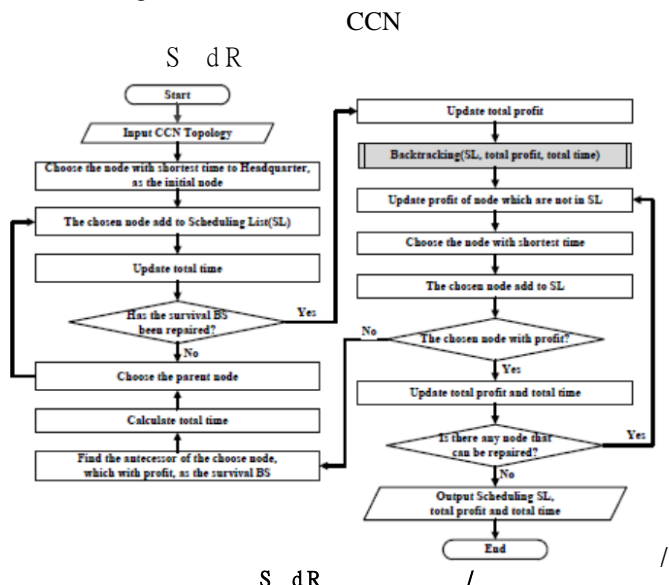 CCN
S dR
Start
Input CCN Topology
Choose the node with shortest time to Headquarter,
as the initial node
The chosen node add to Scheduling List(SL)
Update total time
Has the survival BS
been repaired?
Yes
No
Choose the parent node
Calculate total time
Find the antecessor of the choose node,
which with profit, as the survival BS
Update total profit
Backtracking(SL, total profit, total time)
Update profit of node which are not in SL
Choose the node with shortest time
The chosen node add to SL
The chosen node with profit?
No
Yes
Update total profit and total time
Is there any node that
can be repaired?
Yes
No
Output Scheduling SL,
total profit and total time
End
/
S dR /